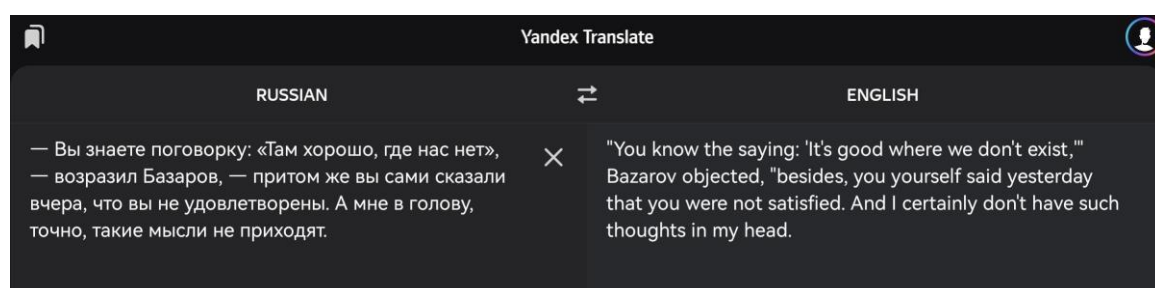 Yandex Translate
RUSSIAN
ENGLISH
— Вы знаете поговорку: «Там хорошо, где нас нет»,
— возразил Базаров, — притом же вы сами сказали
вчера, что вы не удовлетворены. А мне в голову,
точно, такие мысли не приходят.
"You know the saying: 'It's good where we don't exist,'"
Bazarov objected, "besides, you yourself said yesterday
that you were not satisfied. And I certainly don't have such
thoughts in my head.